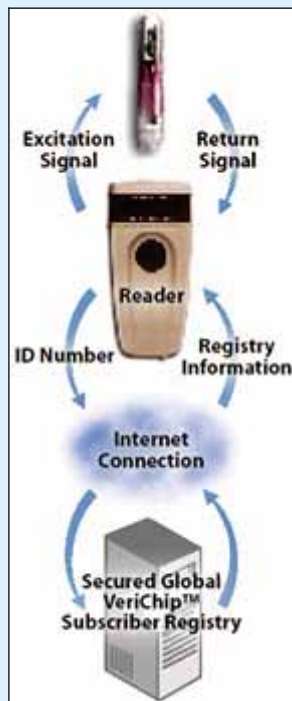 Excitation
Signal
Return
Signal
Reader
ID Number
Registry
Information
Internet
Connection
Secured Global
VeriChip™
Subscriber Registry